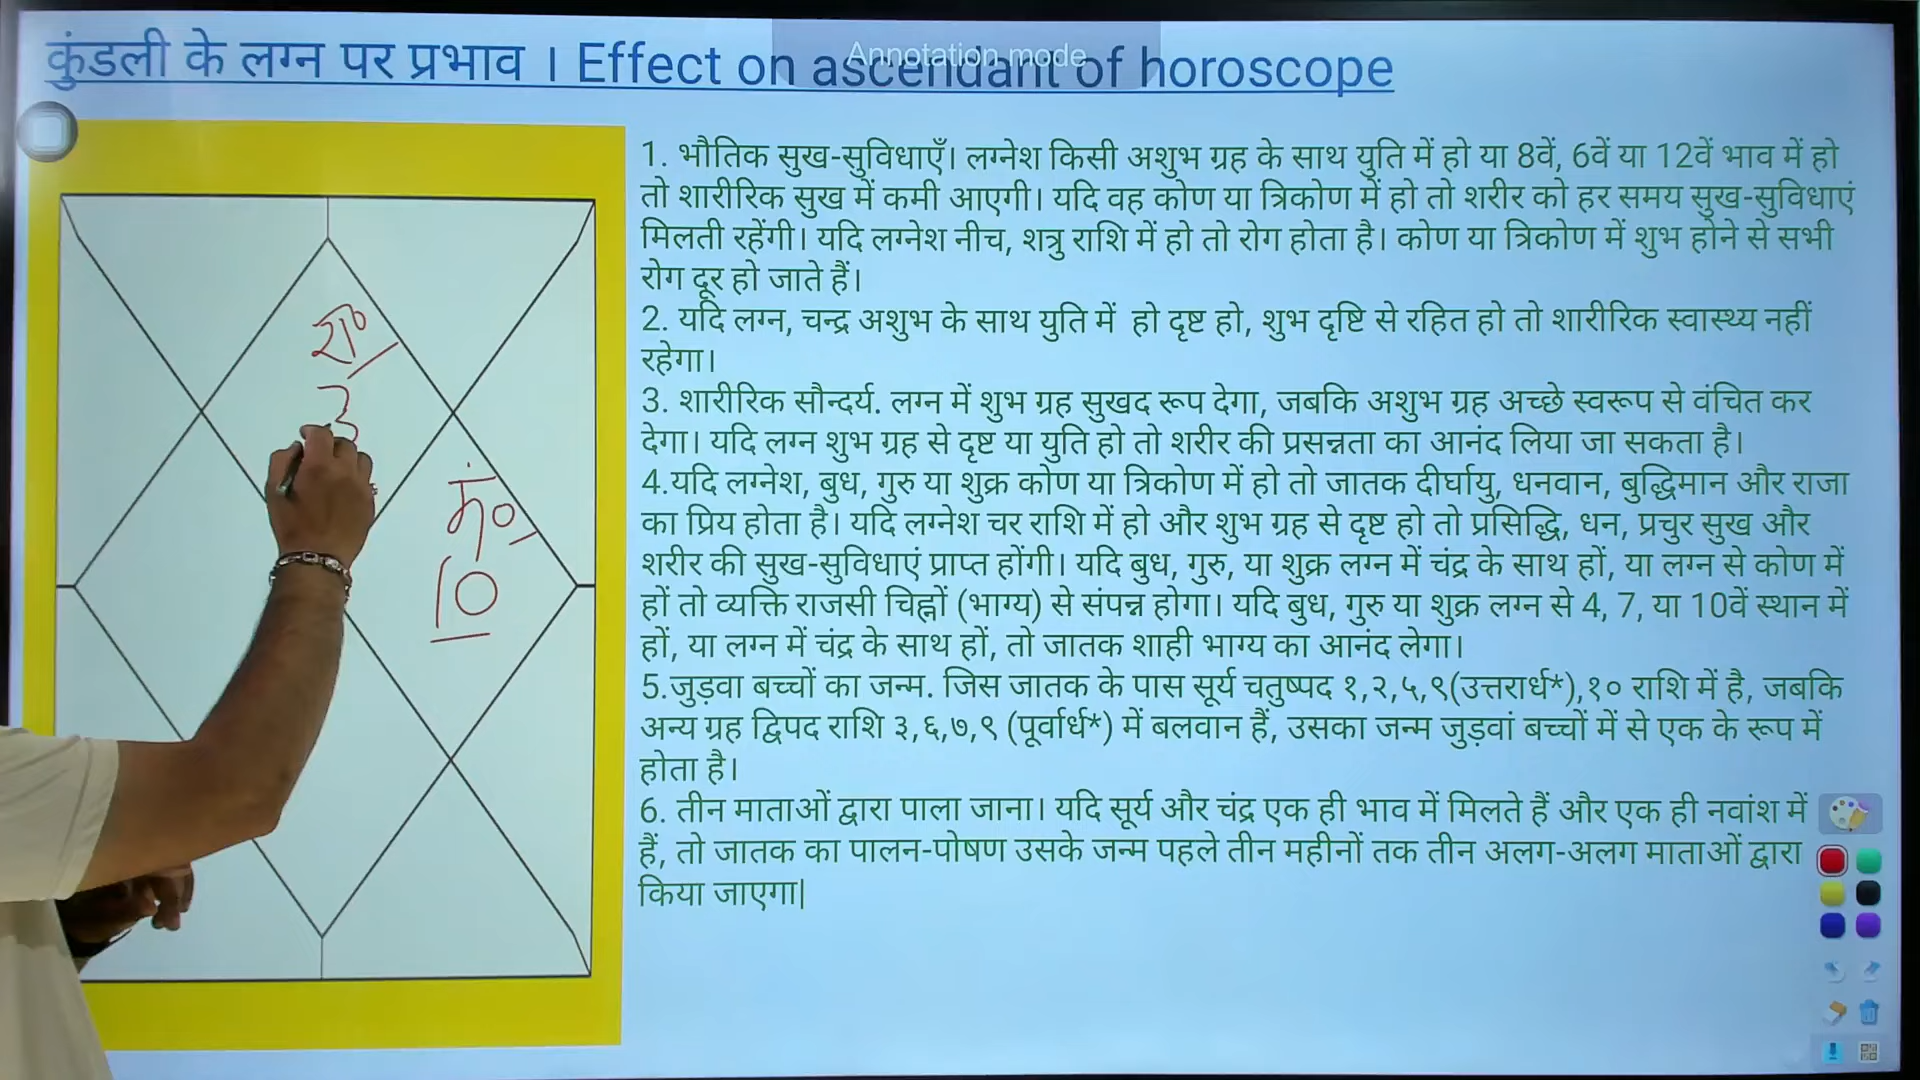 कुंडली के लग्न पर प्रभाव । Effect on ascendant of horoscope
Annotation mode
1. भौतिक सुख-सुविधाएँ। लग्नेश किसी अशुभ ग्रह के साथ युति में हो या 8वें, 6वें या 12वें भाव में हो
तो शारीरिक सुख में कमी आएगी। यदि वह कोण या त्रिकोण में हो तो शरीर को हर समय सुख-सुविधाएं
मिलती रहेंगी। यदि लग्नेश नीच, शत्रु राशि में हो तो रोग होता है। कोण या त्रिकोण में शुभ होने से सभी
रोग दूर हो जाते हैं।
2. यदि लग्न, चन्द्र अशुभ के साथ युति में हो दृष्ट हो, शुभ दृष्टि से रहित हो तो शारीरिक स्वास्थ्य नहीं
रहेगा।
3. शारीरिक सौन्दर्य. लग्न में शुभ ग्रह सुखद रूप देगा, जबकि अशुभ ग्रह अच्छे स्वरूप से वंचित कर
देगा। यदि लग्न शुभ ग्रह से दृष्ट या युति हो तो शरीर की प्रसन्नता का आनंद लिया जा सकता है।
4.यदि लग्नेश, बुध, गुरु या शुक्र कोण या त्रिकोण में हो तो जातक दीर्घायु, धनवान, बुद्धिमान और राजा
का प्रिय होता है। यदि लग्नेश चर राशि में हो और शुभ ग्रह से दृष्ट हो तो प्रसिद्धि, धन, प्रचुर सुख और
शरीर की सुख-सुविधाएं प्राप्त होंगी। यदि बुध, गुरु, या शुक्र लग्न में चंद्र के साथ हों, या लग्न से कोण में
हों तो व्यक्ति राजसी चिह्नों (भाग्य) से संपन्न होगा। यदि बुध, गुरु या शुक्र लग्न से 4, 7, या 10वें स्थान में
हों, या लग्न में चंद्र के साथ हों, तो जातक शाही भाग्य का आनंद लेगा।
5.जुड़वा बच्चों का जन्म. जिस जातक के पास सूर्य चतुष्पद १,२,५,९(उत्तरार्ध*),१० राशि में है, जबकि
अन्य ग्रह द्विपद राशि ३,६,७,९ (पूर्वार्ध*) में बलवान हैं, उसका जन्म जुड़वां बच्चों में से एक के रूप में
होता है।
6. तीन माताओं द्वारा पाला जाना। यदि सूर्य और चंद्र एक ही भाव में मिलते हैं और एक ही नवांश में
हैं, तो जातक का पालन-पोषण उसके जन्म पहले तीन महीनों तक तीन अलग-अलग माताओं द्वारा
किया जाएगा|
रा०
मं०
10